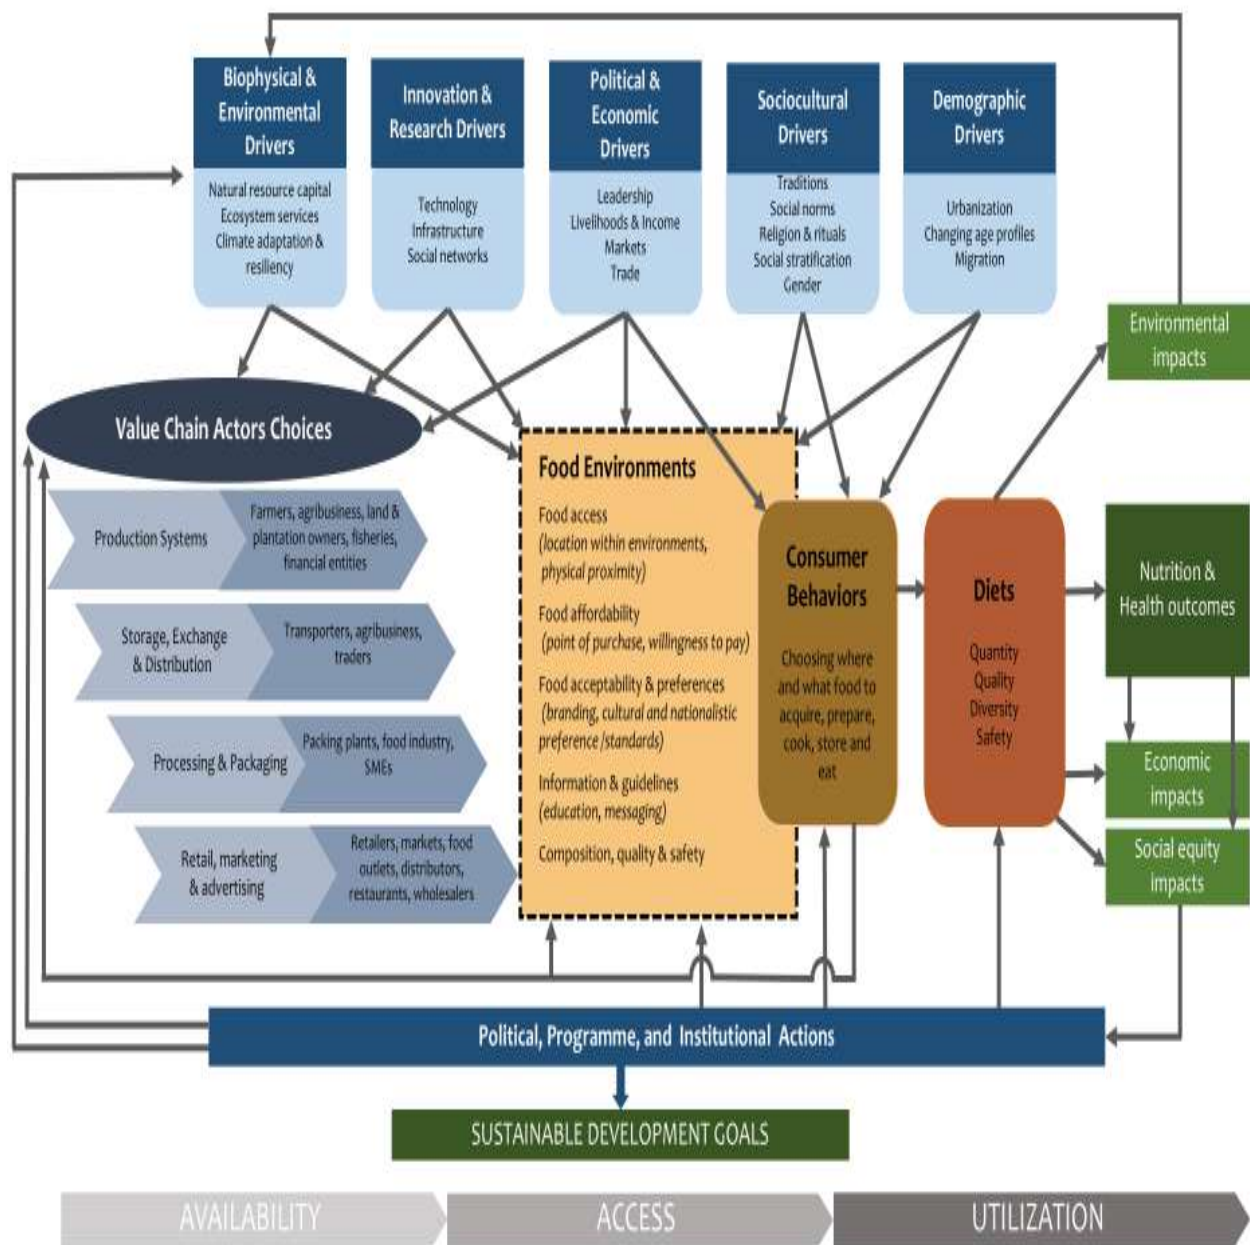 Biophysical &
Environmental
Drivers
Natural resource capital
Ecosystem services
Climate adaptation &
resiliency
Innovation &
Research Drivers
Technology
Infrastructure
Social networks
Political &
Economic
Drivers
Leadership
Livelihoods & Income
Markets
Trade
Sociocultural
Drivers
Traditions
Social norms
Religion & rituals
Social stratification
Gender
Demographic
Drivers
Urbanization
Changing age profiles
Migration
Value Chain Actors Choices
Production Systems
Farmers, agribusiness, land &
plantation owners, fisheries,
financial entities
Storage, Exchange
& Distribution
Transporters, agribusiness,
traders
Processing & Packaging
Packing plants, food industry,
SMEs
Retail, marketing
& advertising
Retailers, markets, food
outlets, distributors,
restaurants, wholesalers
Food Environments
Food access
(location within environments,
physical proximity)
Food affordability
(point of purchase, willingness to pay)
Food acceptability & preferences
(branding, cultural and nationalistic
preference /standards)
Information & guidelines
(education, messaging)
Composition, quality & safety
Consumer
Behaviors
Choosing where
and what food to
acquire, prepare,
cook, store and
eat
Diets
Quantity
Quality
Diversity
Safety
Environmental
impacts
Nutrition &
Health outcomes
Economic
impacts
Social equity
impacts
Political, Programme, and Institutional Actions
SUSTAINABLE DEVELOPMENT GOALS
AVAILABILITY
ACCESS
UTILIZATION